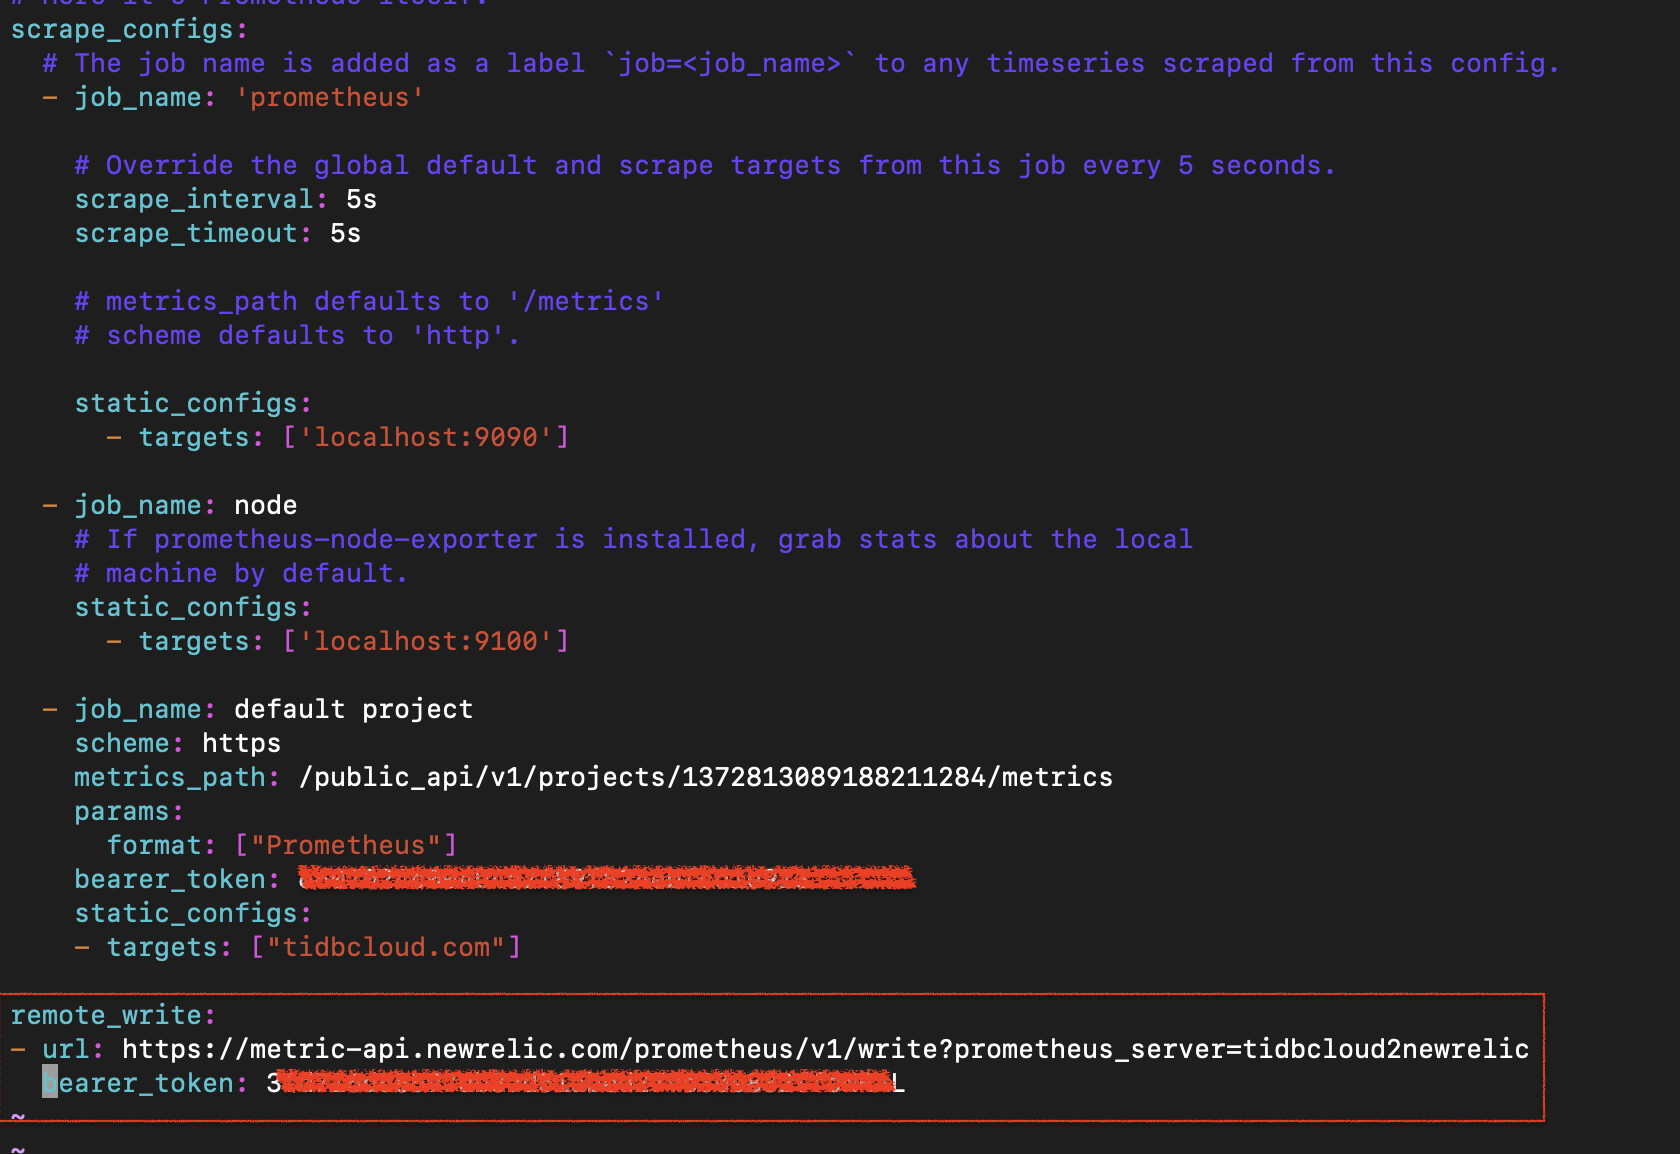 # Here it's Prometheus itself.
scrape_configs:
# The job name is added as a label `job=<job_name>` to any timeseries scraped from this config.
- job_name: 'prometheus'
# Override the global default and scrape targets from this job every 5 seconds.
scrape_interval: 5s
scrape_timeout: 5s
# metrics_path defaults to '/metrics'
# scheme defaults to 'http'.
static_configs:
- targets: ['localhost:9090']
- job_name: node
# If prometheus-node-exporter is installed, grab stats about the local
# machine by default.
static_configs:
- targets: ['localhost:9100']
- job_name: default project
scheme: https
metrics_path: /public_api/v1/projects/1372813089188211284/metrics
params:
format: ["Prometheus"]
bearer_token:
static_configs:
- targets: ["tidbcloud.com"]
remote_write:
- url: https://metric-api.newrelic.com/prometheus/v1/write?prometheus_server=tidbcloud2newrelic
bearer_token: 3 L
~
~